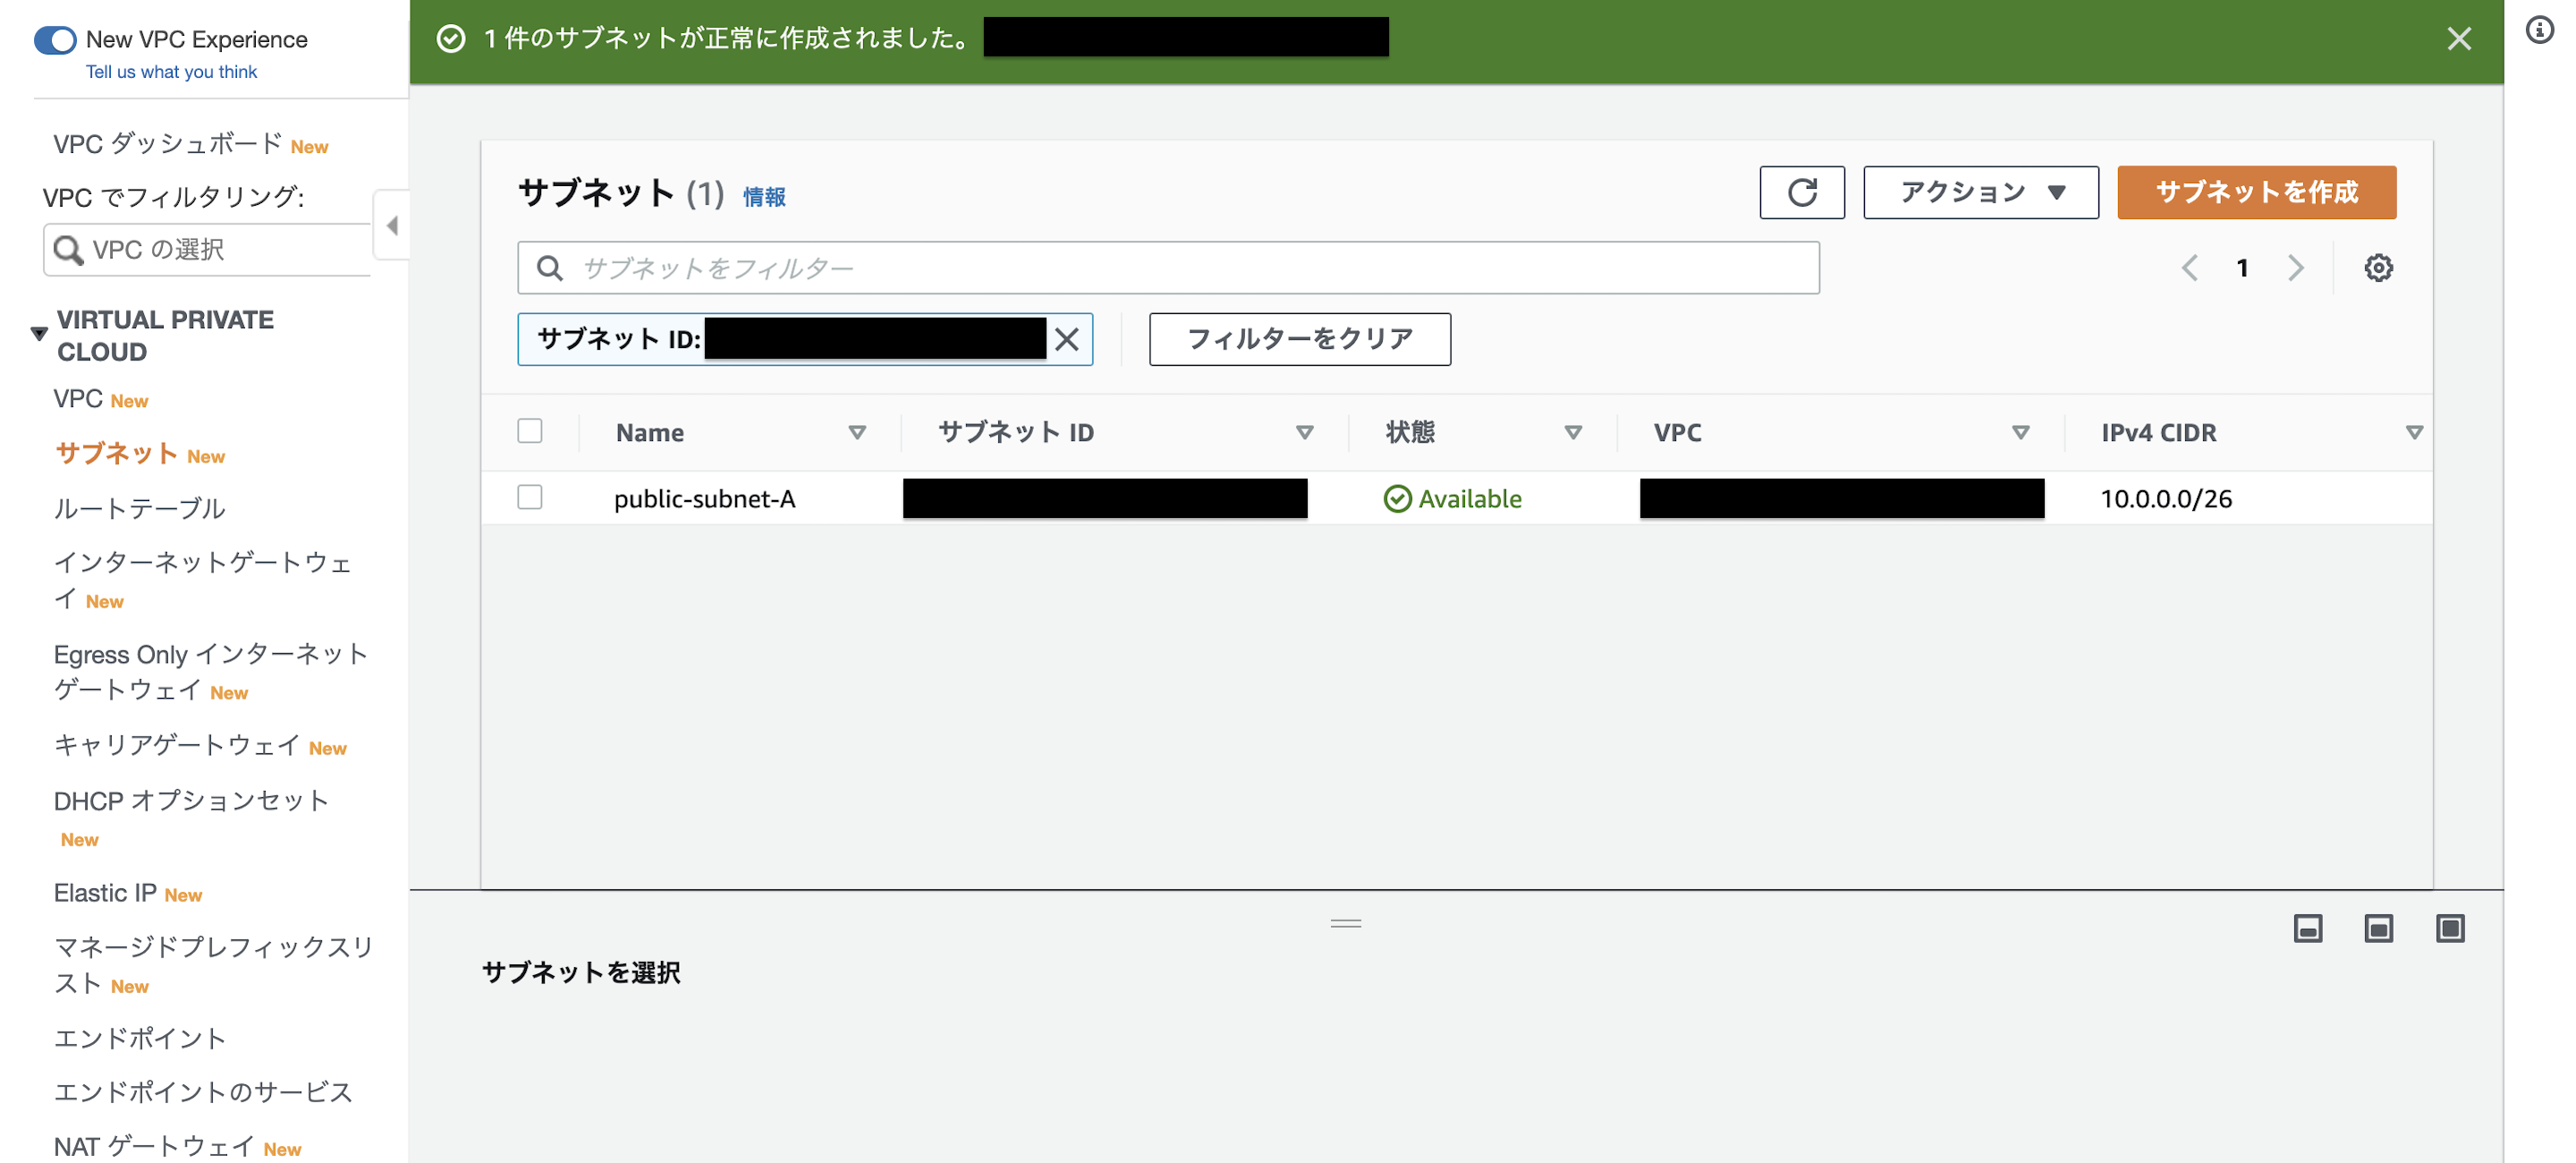 New VPC Experience
Tell us what you think
VPC ダッシュボード New
VPC でフィルタリング:
VPC の選択
VIRTUAL PRIVATE
CLOUD
VPC New
サブネット New
ルートテーブル
インターネットゲートウェ
イ New
Egress Only インターネット
ゲートウェイ New
キャリアゲートウェイ New
DHCP オプションセット
New
Elastic IP New
マネージドプレフィックスリ
スト New
エンドポイント
エンドポイントのサービス
NAT ゲートウェイ New
1 件のサブネットが正常に作成されました。
サブネット (1) 情報
アクション
サブネットを作成
サブネットをフィルター
1
サブネット ID:
フィルターをクリア
Name サブネット ID 状態 VPC IPv4 CIDR
public-subnet-A Available 10.0.0.0/26
サブネットを選択